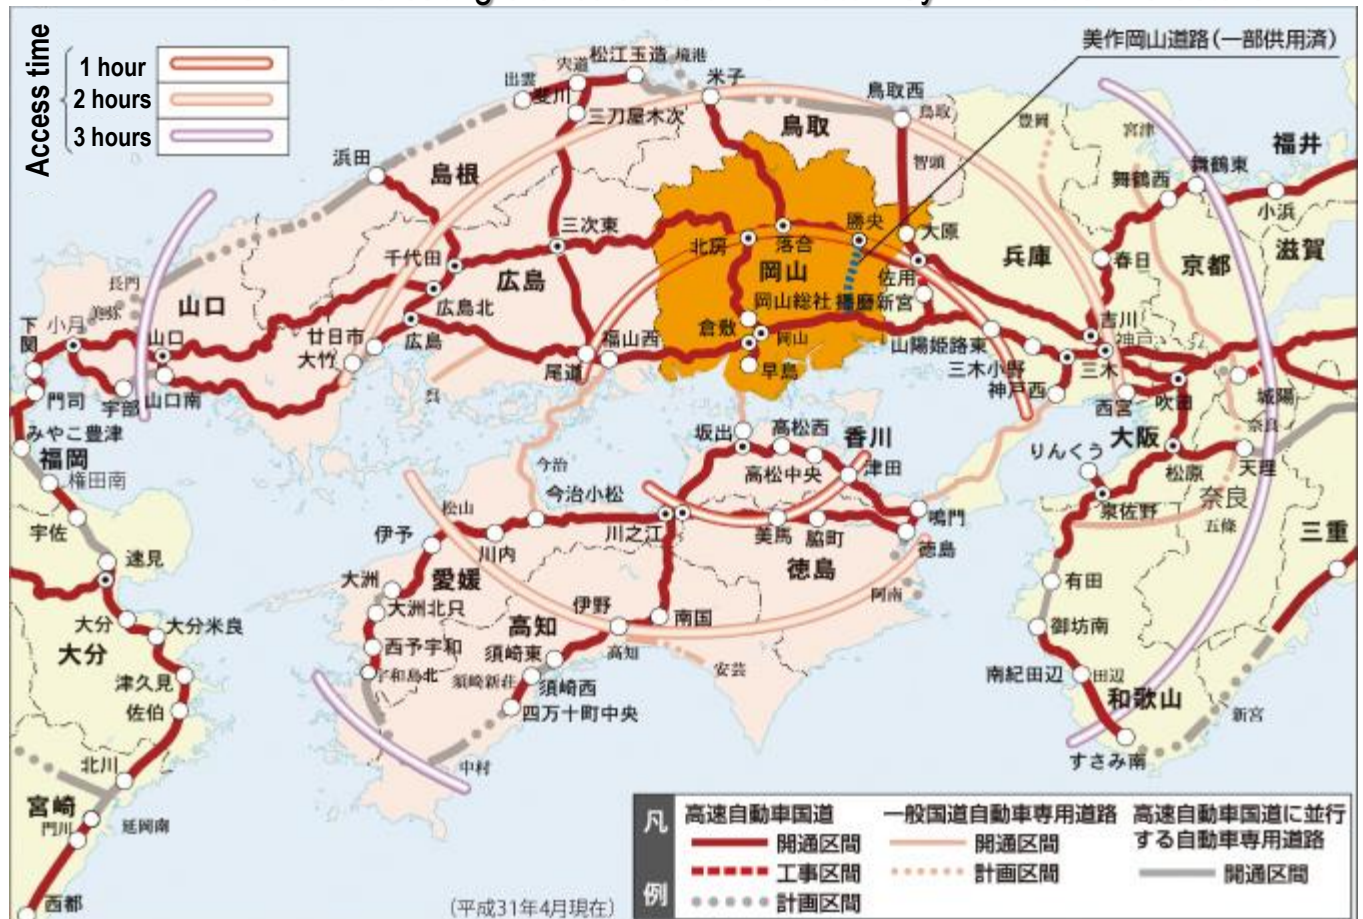 Access time
1 hour
2 hours
3 hours
美作岡山道路(一部供用済)
松江玉造
境港
宍道
出雲
斐川
米子
鳥取西
鳥取
三刀屋木次
鳥取
智頭
豊岡
宮津
福井
舞鶴東
舞鶴西
小浜
滋賀
浜田
島根
三次東
千代田
広島
北房
落合
勝央
大原
岡山
佐用
兵庫
春日
京都
長門
美祢
山口
広島北
岡山総社
播磨新宮
下関
小月
山口
廿日市
大竹
広島
福山西
倉敷
岡山
吉川
神戸
山陽姫路東
三木小野
三木
尾道
早島
神戸西
西宮
吹田
城陽
門司
宇部
山口南
呉
みやこ豊津
福岡
権田南
坂出
高松西
香川
高松中央
津田
大阪
りんくう
松原
奈良
天理
今治
今治小松
松山
奈良
泉佐野
五條
宇佐
伊予
川内
川之江
美馬
脇町
鳴門
徳島
三重
速見
大洲
愛媛
徳島
阿南
有田
大洲北只
伊野
南国
大分
大分米良
高知
御坊南
大分
西予宇和
須崎東
高知
安芸
津久見
宇和島北
須崎新荘
須崎西
南紀田辺
田辺
和歌山
佐伯
四万十町中央
新宮
北川
中村
すさみ南
宮崎
門川
延岡南
西都
(平成31年4月現在)
凡例
高速自動車国道
開通区間
工事区間
計画区間
一般国道自動車専用道路
開通区間
計画区間
高速自動車国道に並行
する自動車専用道路
開通区間